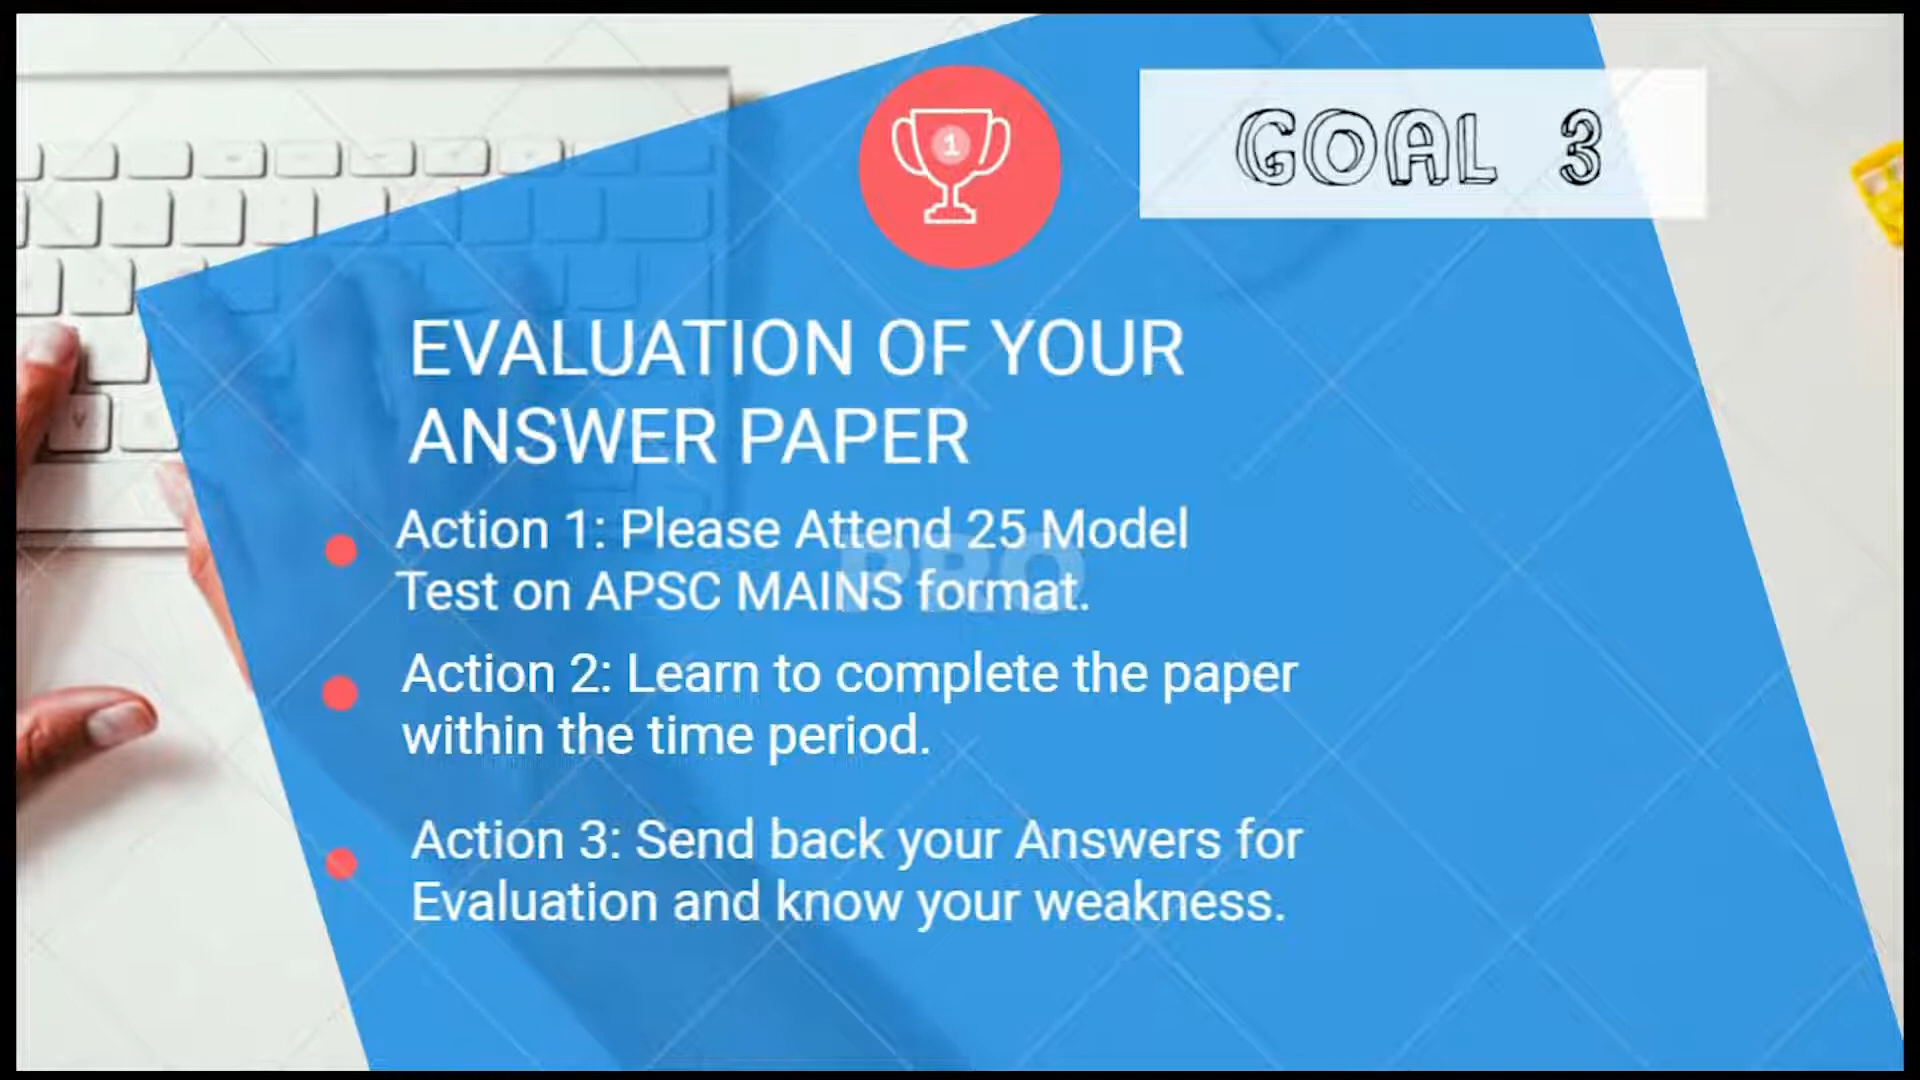 GOAL 3
1
EVALUATION OF YOUR
ANSWER PAPER
Action 1: Please Attend 25 Model
Test on APSC MAINS format.
Action 2: Learn to complete the paper
within the time period.
Action 3: Send back your Answers for
Evaluation and know your weakness.
PRO
V